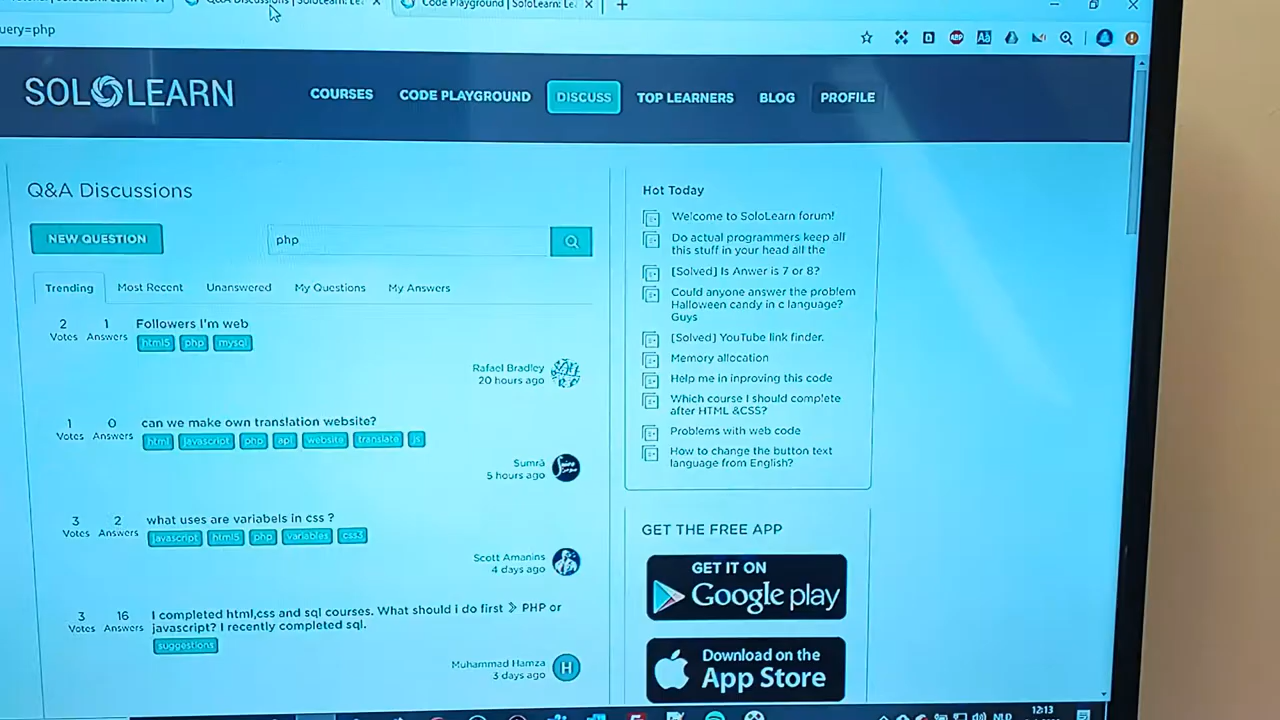 Q&A Discussions | SoloLearn: Le
Code Playground | SoloLearn: Le
uery=php
SOLOLEARN
COURSES
CODE PLAYGROUND
DISCUSS
TOP LEARNERS
BLOG
PROFILE
Q&A Discussions
NEW QUESTION
php
Trending
Most Recent
Unanswered
My Questions
My Answers
2
Votes
1
Answers
Followers I'm web
html5
php
mysql
Rafael Bradley
20 hours ago
1
Votes
0
Answers
can we make own translation website?
html
javascript
php
api
website
translate
js
Sumrà
5 hours ago
3
Votes
2
Answers
what uses are variabels in css ?
javascript
html5
php
variables
css3
Scott Amanins
4 days ago
3
Votes
16
Answers
I completed html,css and sql courses. What should i do first » PHP or
javascript? I recently completed sql.
suggestions
Muhammad Hamza
3 days ago
H
Hot Today
Welcome to SoloLearn forum!
Do actual programmers keep all
this stuff in your head all the
[Solved] Is Anwer is 7 or 8?
Could anyone answer the problem
Halloween candy in c language?
Guys
[Solved] YouTube link finder.
Memory allocation
Help me in inproving this code
Which course I should complete
after HTML &CSS?
Problems with web code
How to change the button text
language from English?
GET THE FREE APP
GET IT ON
Google play
Download on the
App Store
NLD
12:13